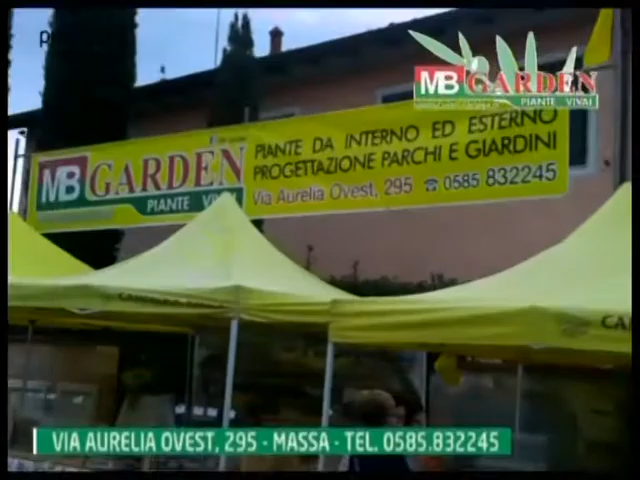 P
MB GARDEN
PIANTE VIVAI
MB GARDEN
PIANTE VIVAI
PIANTE DA INTERNO ED ESTERNO
PROGETTAZIONE PARCHI E GIARDINI
Via Aurelia Ovest, 295 ☎ 0585 832245
VIA AURELIA OVEST, 295 - MASSA - TEL. 0585.832245